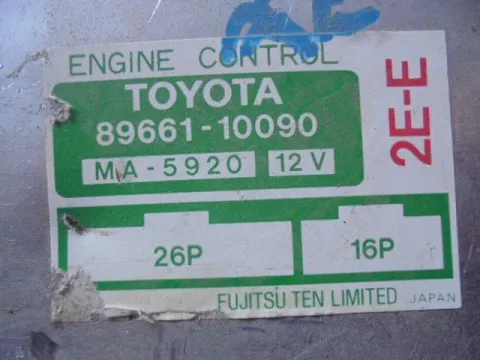 ENGINE CONTROL
TOYOTA
89661-10090
MA-5920 12V
2E-E
26P 16P
FUJITSU TEN LIMITED JAPAN